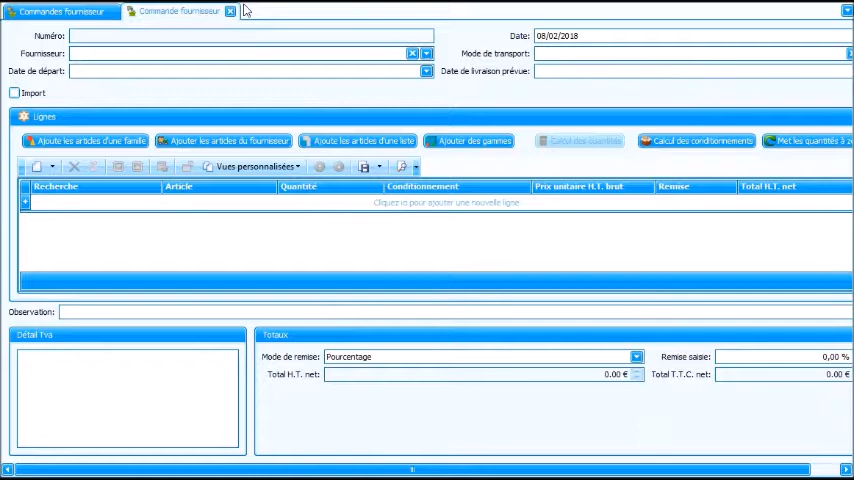 Commandes fournisseur Commande fournisseur
Numéro: Date: 08/02/2018
Fournisseur: Mode de transport:
Date de départ: Date de livraison prévue:
Import
Lignes
Ajoute les articles d'une famille Ajouter les articles du fournisseur Ajoute les articles d'une liste Ajouter des gammes Calcul des quantités Calcul des conditionnements Met les quantités à
Vues personnalisées
Recherche Article Quantité Conditionnement Prix unitaire H.T. brut Remise Total H.T. net
Cliquez ici pour ajouter une nouvelle ligne
Observation:
Détail Tva Totaux
Mode de remise: Pourcentage Remise saisie: 0,00 %
Total H.T. net: 0.00 € Total T.T.C. net: 0.00 €